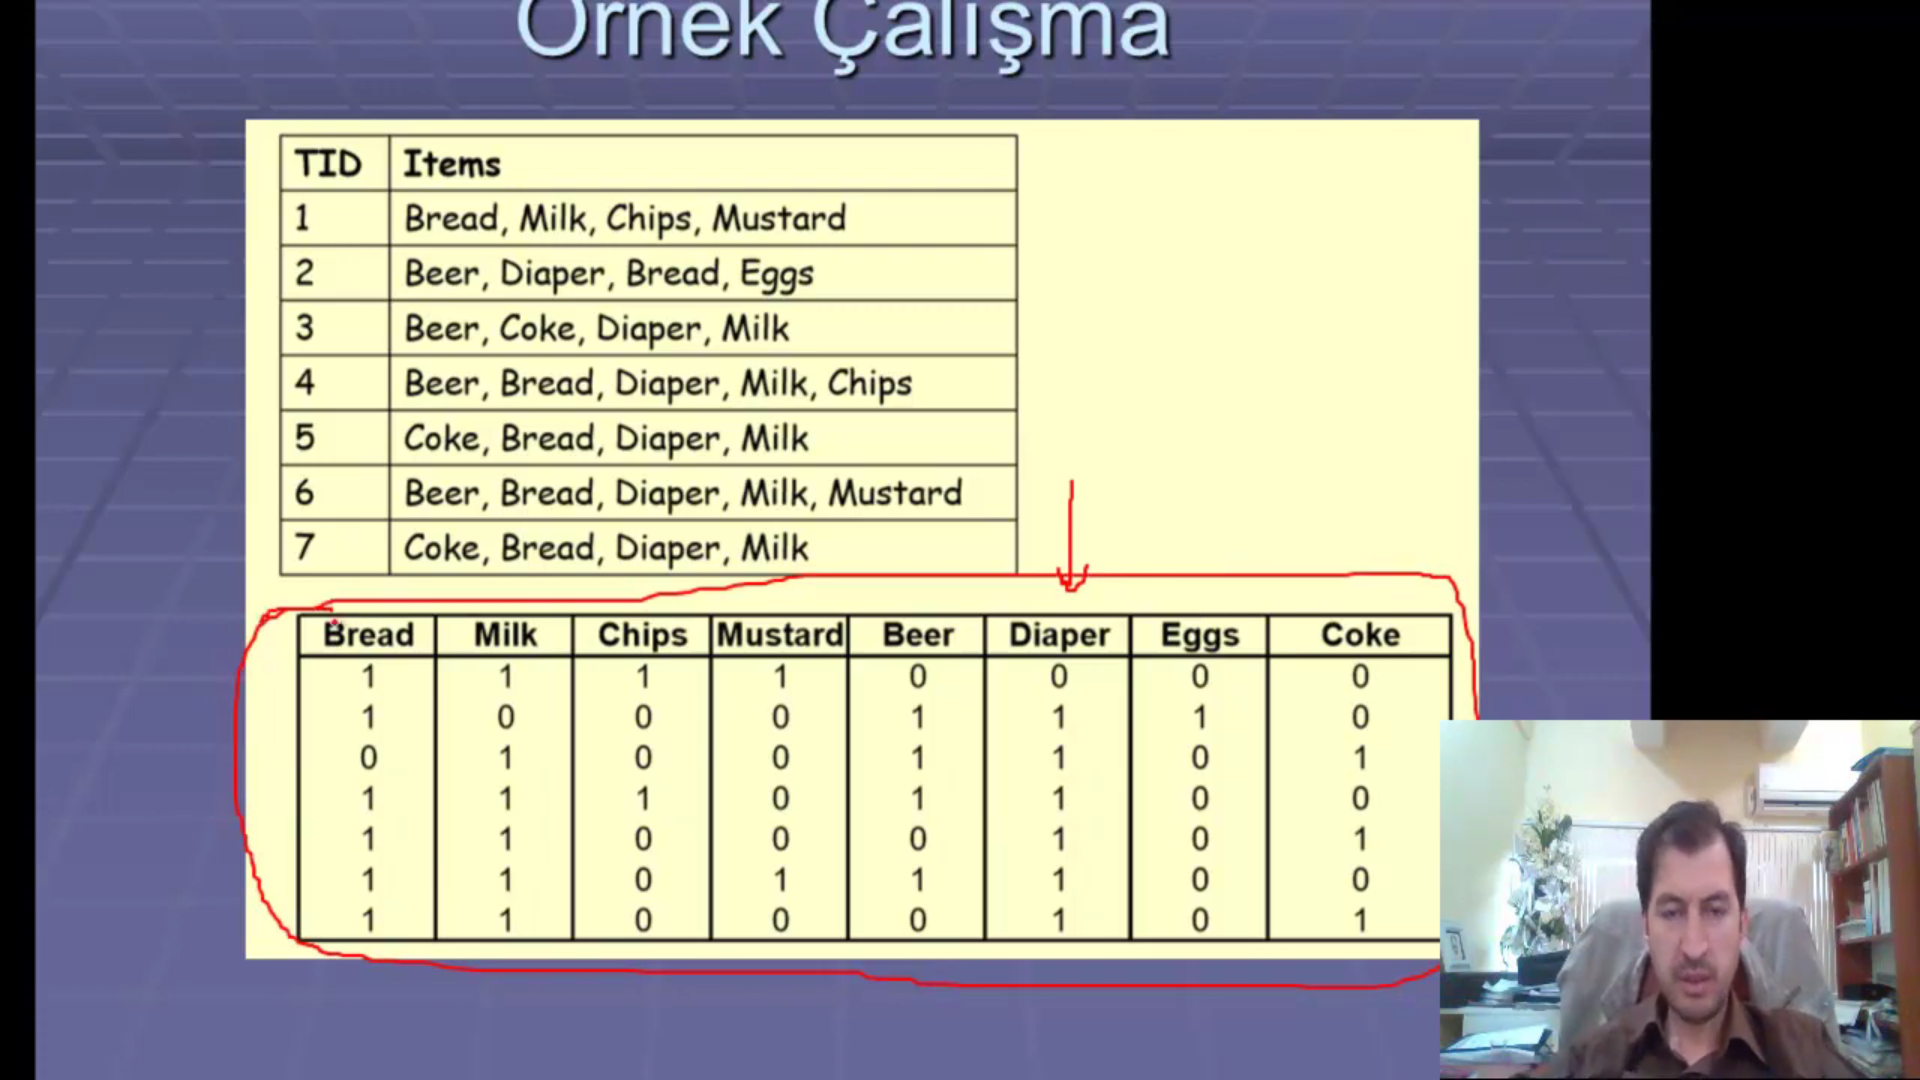 Örnek Çalışma
TID Items
1 Bread, Milk, Chips, Mustard
2 Beer, Diaper, Bread, Eggs
3 Beer, Coke, Diaper, Milk
4 Beer, Bread, Diaper, Milk, Chips
5 Coke, Bread, Diaper, Milk
6 Beer, Bread, Diaper, Milk, Mustard
7 Coke, Bread, Diaper, Milk
Bread Milk Chips Mustard Beer Diaper Eggs Coke
1 1 1 1 0 0 0 0
1 0 0 0 1 1 1 0
0 1 0 0 1 1 0 1
1 1 1 0 1 1 0 0
1 1 0 0 0 1 0 1
1 1 0 1 1 1 0 0
1 1 0 0 0 1 0 1